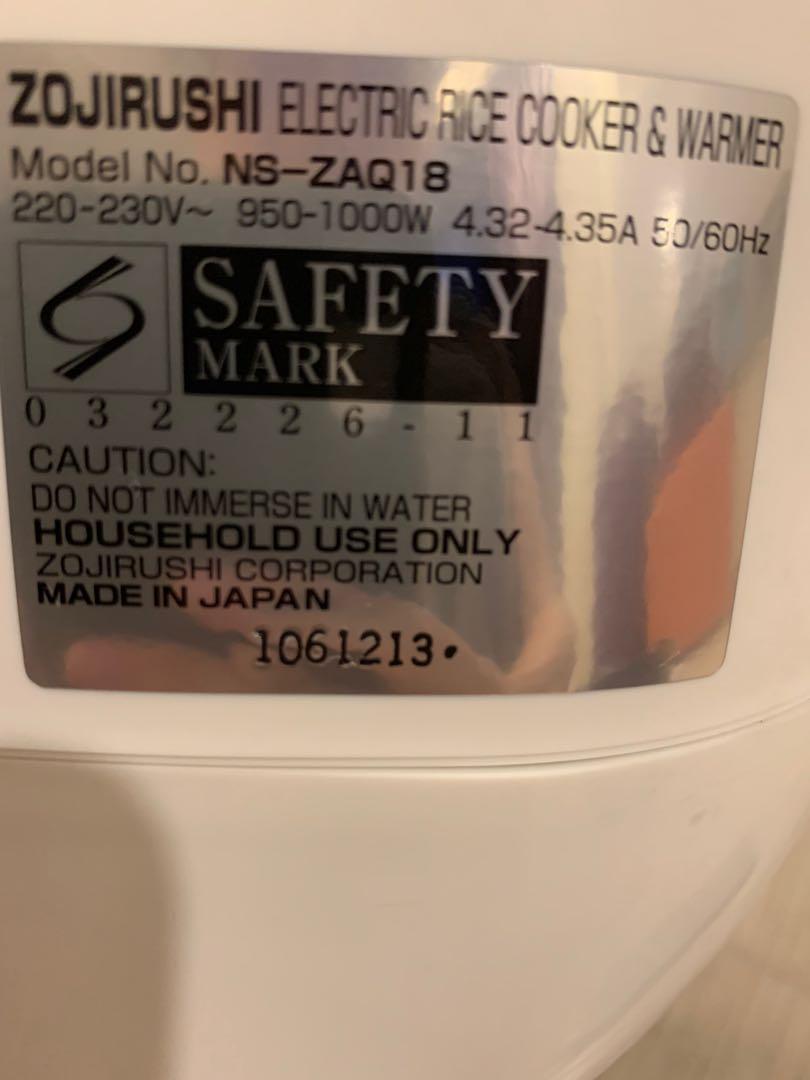 ZOJIRUSHI ELECTRIC RICE COOKER & WARMER
Model No. NS-ZAQ18
220-230V~ 950-1000W 4.32-4.35A 50/60Hz
SAFETY
MARK
032226-11
CAUTION:
DO NOT IMMERSE IN WATER
HOUSEHOLD USE ONLY
ZOJIRUSHI CORPORATION
MADE IN JAPAN
1061213•